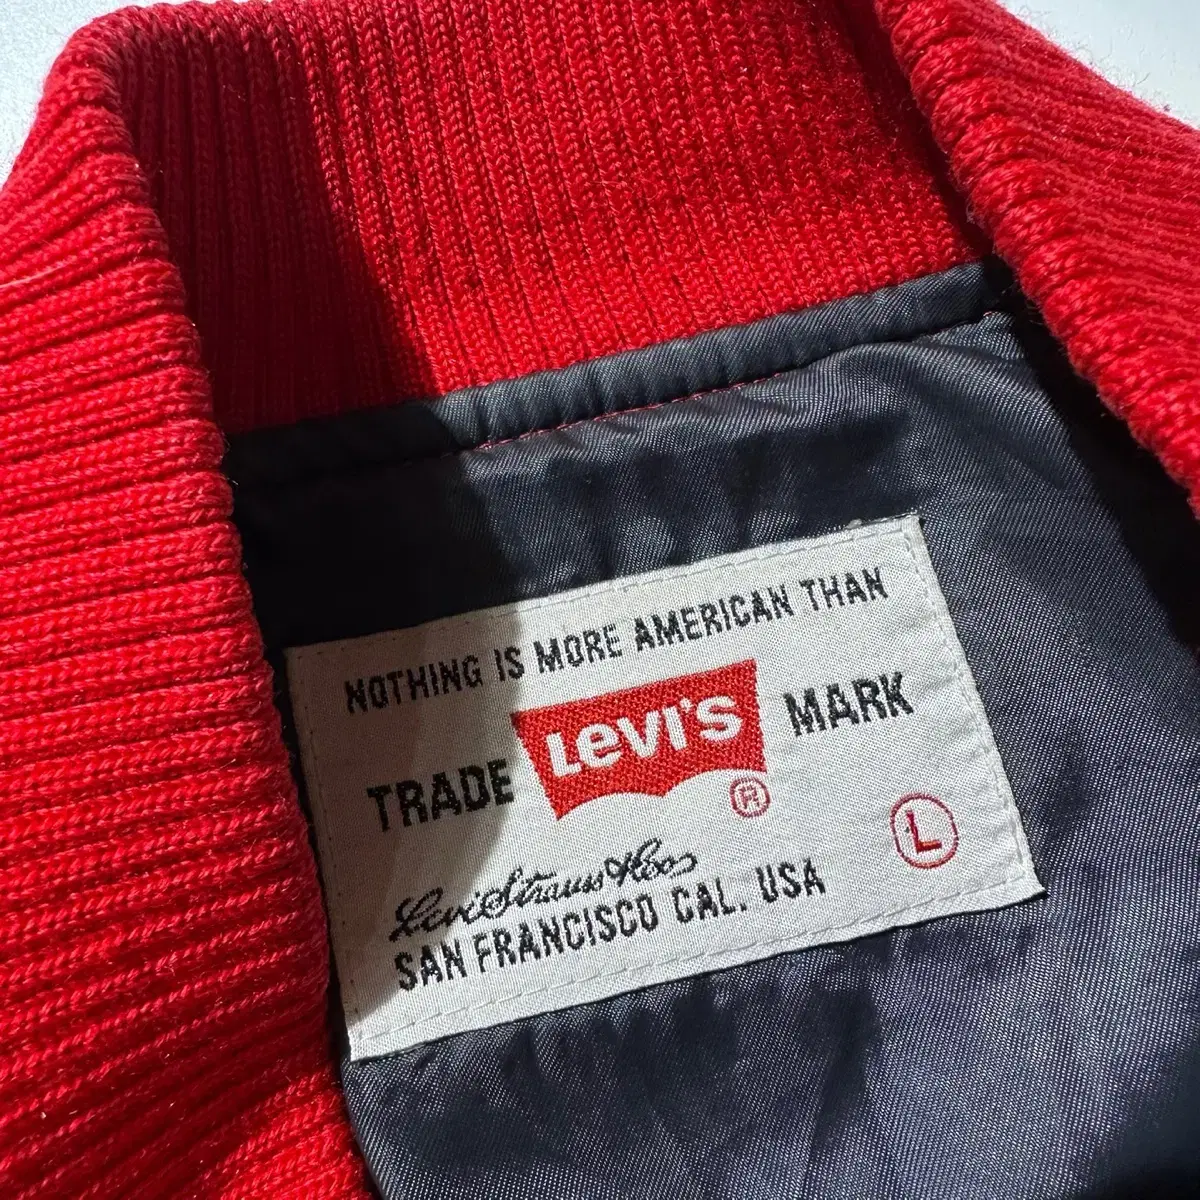 NOTHING IS MORE AMERICAN THAN
TRADE LEVI'S MARK
®
L
Levi Strauss & Co
SAN FRANCISCO CAL. USA